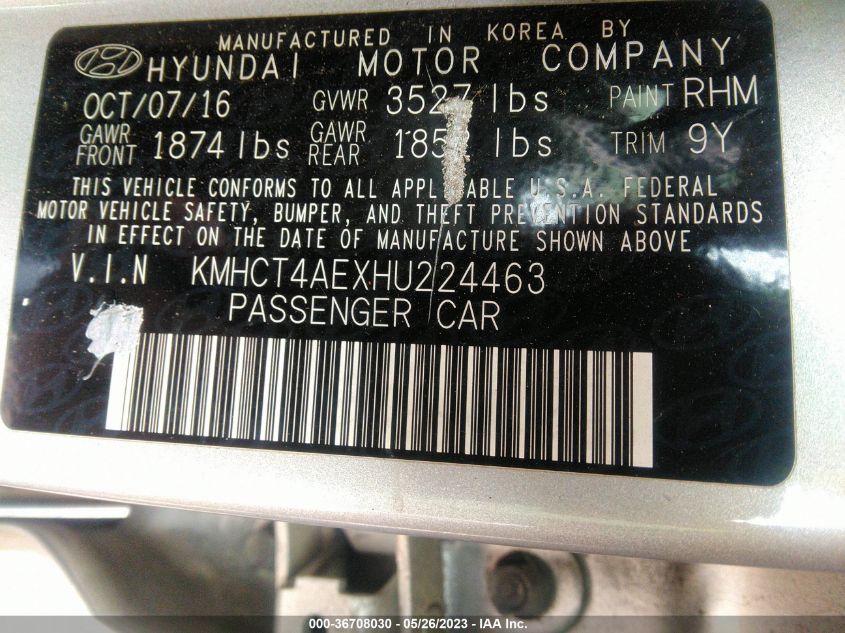 MANUFACTURED IN KOREA BY
HYUNDAI MOTOR COMPANY
OCT/07/16 GVWR 3527 lbs PAINT RHM
GAWR FRONT 1874 lbs GAWR REAR lbs TRIM 9Y
THIS VEHICLE CONFORMS TO ALL APPLICABLE U.S.A. FEDERAL
MOTOR VEHICLE SAFETY, BUMPER, AND THEFT PREVENTION STANDARDS
IN EFFECT ON THE DATE OF MANUFACTURE SHOWN ABOVE
V.I.N KMHCT4AEXHU224463
PASSENGER CAR
000-36708030 — 05/26/2023 — IAA Inc.